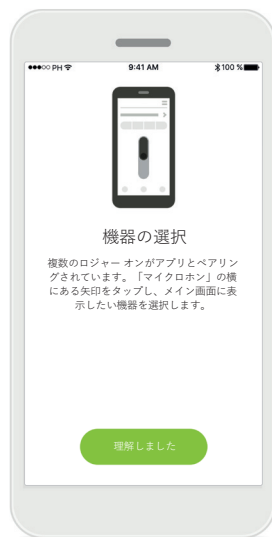 ●●●○○ PH 9:41 AM 100 %
機器の選択
複数のロジャー オンがアプリとペアリン
グされています。「マイクロホン」の横
にある矢印をタップし、メイン画面に表
示したい機器を選択します。
理解しました